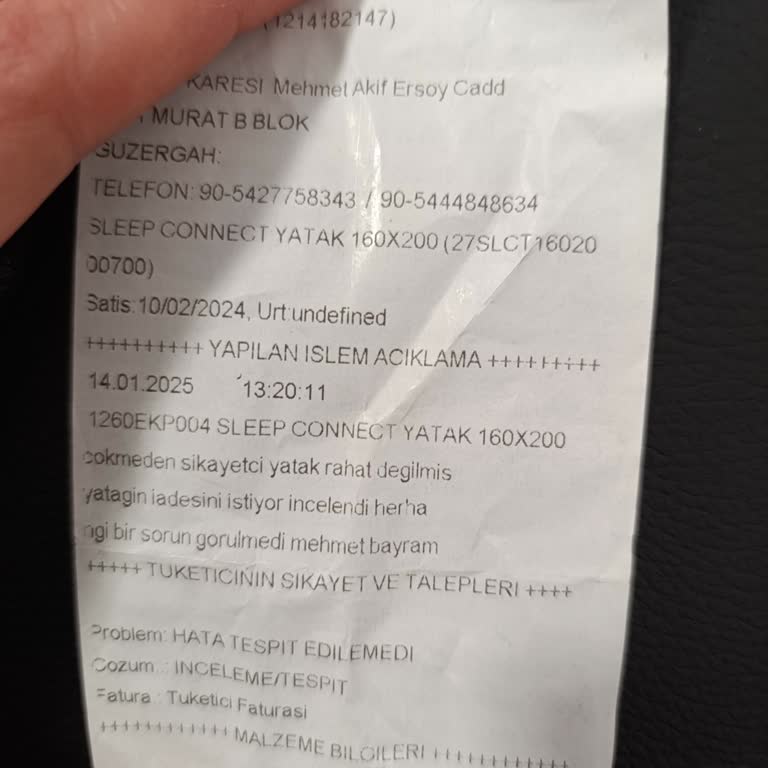 (1214182147)
KARESI Mehmet Akif Ersoy Cadd
MURAT B BLOK
GUZERGAH:
TELEFON: 90-5427758343 / 90-5444848634
SLEEP CONNECT YATAK 160X200 (27SLCT16020
00700)
Satis:10/02/2024, Urt:undefined
++++++++++ YAPILAN ISLEM ACIKLAMA +++++++++
14.01.2025 13:20:11
1260EKP004 SLEEP CONNECT YATAK 160X200
cokmeden sikayetci yatak rahat degilmis
yatagin iadesini istiyor incelendi herha
ngi bir sorun gorulmedi mehmet bayram
+++++ TUKETICININ SIKAYET VE TALEPLERI ++++
Problem: HATA TESPIT EDILEMEDI
Cozum.: INCELEME/TESPIT
Fatura.: Tuketici Faturasi
++++++++++++ MALZEME BILGILERI ++++++++++++